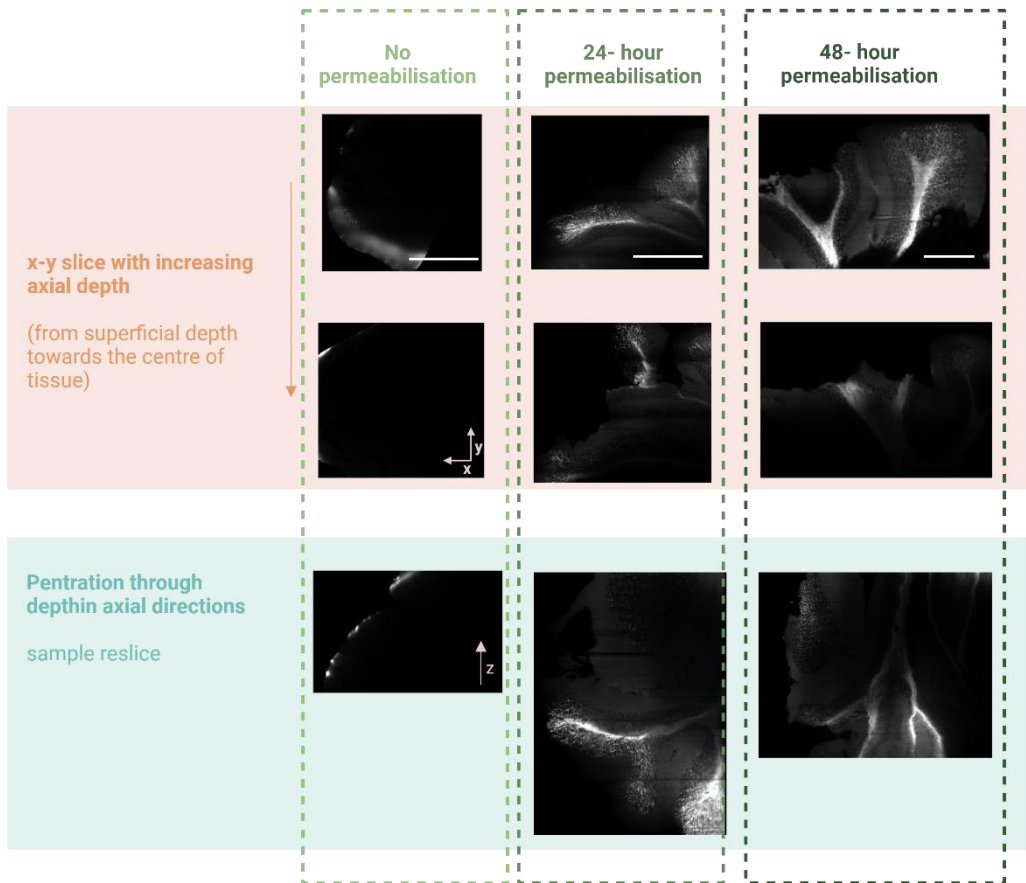 No
permeabilisation
24- hour
permeabilisation
48- hour
permeabilisation
x-y slice with increasing
axial depth
(from superficial depth
towards the centre of
tissue)
y
x
Pentration through
depthin axial directions
sample reslice
z